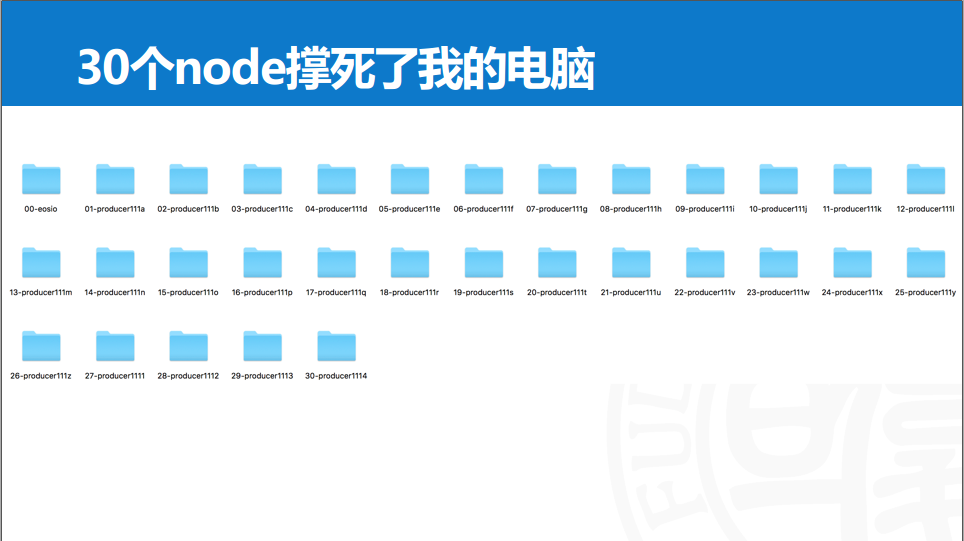 30个node撑死了我的电脑
00-eosio 01-producer111a 02-producer111b 03-producer111c 04-producer111d 05-producer111e 06-producer111f 07-producer111g 08-producer111h 09-producer111i 10-producer111j 11-producer111k 12-producer111l
13-producer111m 14-producer111n 15-producer111o 16-producer111p 17-producer111q 18-producer111r 19-producer111s 20-producer111t 21-producer111u 22-producer111v 23-producer111w 24-producer111x 25-producer111y
26-producer111z 27-producer1111 28-producer1112 29-producer1113 30-producer1114